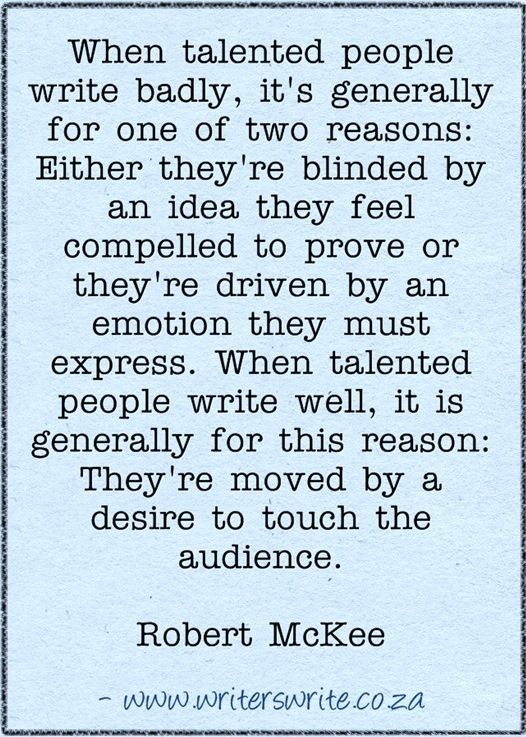 When talented people
write badly, it's generally
for one of two reasons:
Either they're blinded by
an idea they feel
compelled to prove or
they're driven by an
emotion they must
express. When talented
people write well, it is
generally for this reason:
They're moved by a
desire to touch the
audience.
Robert McKee
- www.writerswrite.co.za